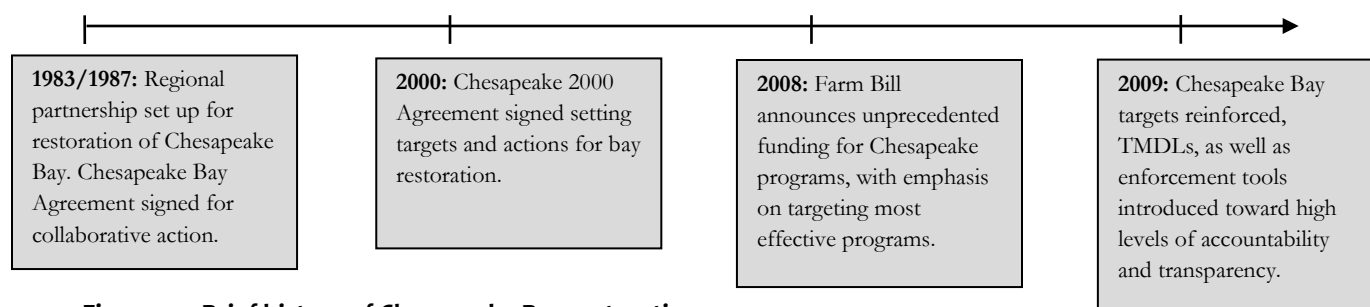 1983/1987: Regional
partnership set up for
restoration of Chesapeake
Bay. Chesapeake Bay
Agreement signed for
collaborative action.
2000: Chesapeake 2000
Agreement signed setting
targets and actions for bay
restoration.
2008: Farm Bill
announces unprecedented
funding for Chesapeake
programs, with emphasis
on targeting most
effective programs.
2009: Chesapeake Bay
targets reinforced,
TMDLs, as well as
enforcement tools
introduced toward high
levels of accountability
and transparency.